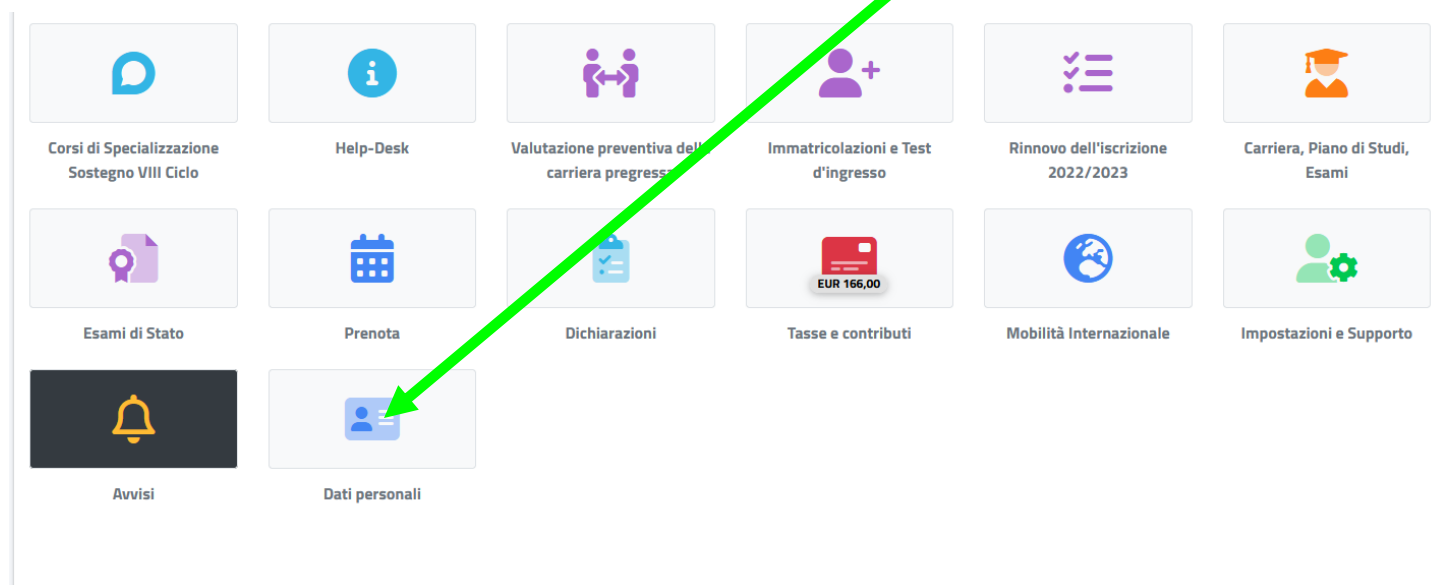 Corsi di Specializzazione
Sostegno VIII Ciclo
Help-Desk
Valutazione preventiva della
carriera pregressa
Immatricolazioni e Test
d'ingresso
Rinnovo dell'iscrizione
2022/2023
Carriera, Piano di Studi,
Esami
EUR 166,00
Esami di Stato
Prenota
Dichiarazioni
Tasse e contributi
Mobilità Internazionale
Impostazioni e Supporto
Avvisi
Dati personali